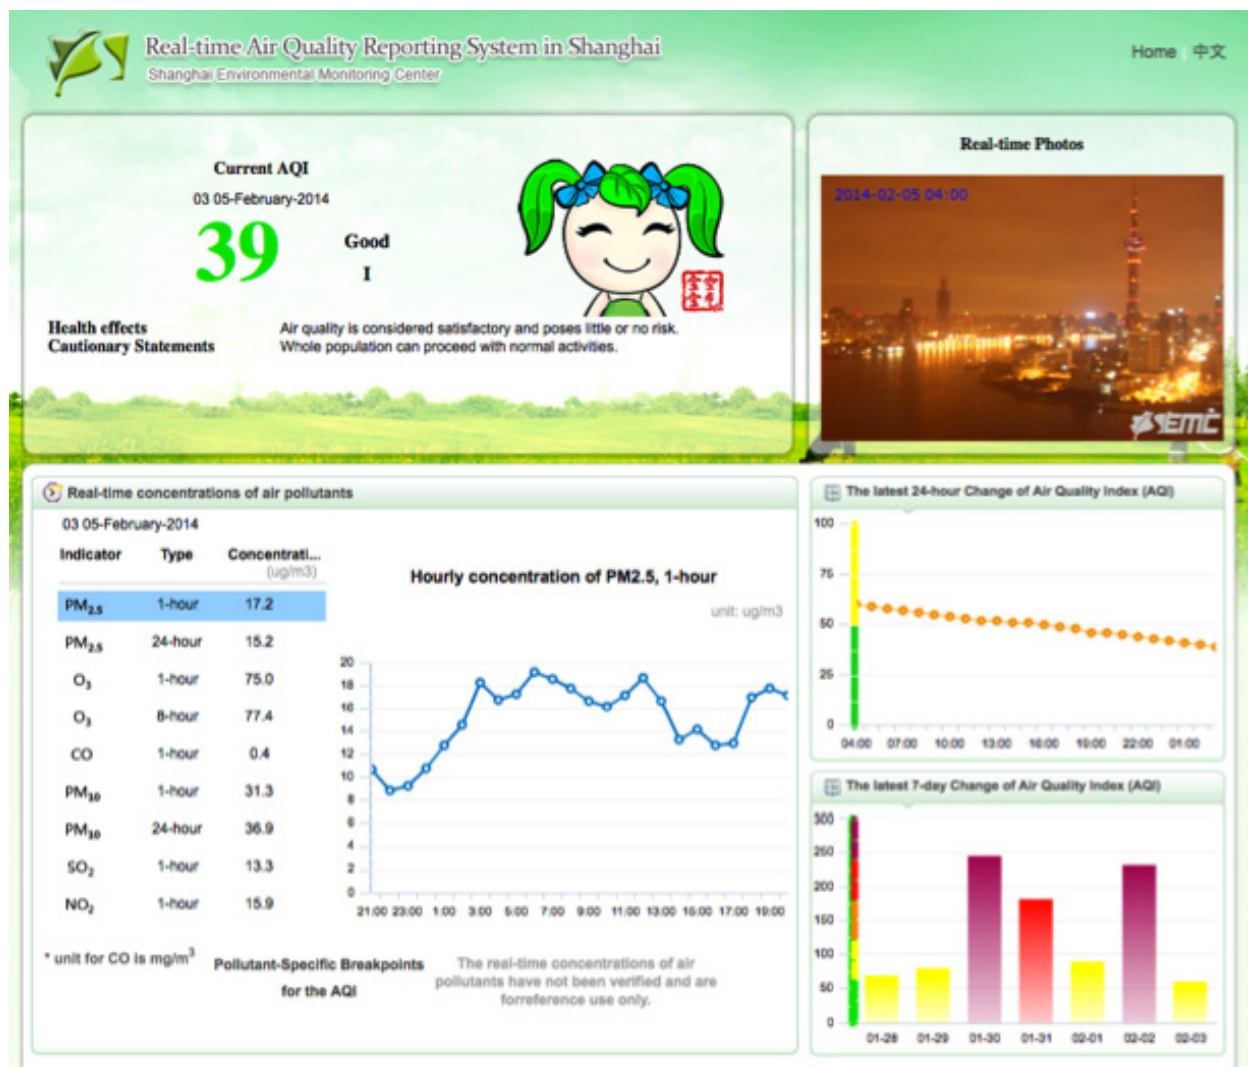 Real-time Air Quality Reporting System in Shanghai
Shanghai Environmental Monitoring Center
Home | 中文
Current AQI
03 05-February-2014
39
Good
I
Health effects
Air quality is considered satisfactory and poses little or no risk.
Cautionary Statements
Whole population can proceed with normal activities.
Real-time Photos
2014-02-05 04:00
SEMC
Real-time concentrations of air pollutants
03 05-February-2014
Indicator Type Concentrati...
(ug/m3)
PM2.5 1-hour 17.2
PM2.5 24-hour 15.2
O3 1-hour 75.0
O3 8-hour 77.4
CO 1-hour 0.4
PM10 1-hour 31.3
PM10 24-hour 36.9
SO2 1-hour 13.3
NO2 1-hour 15.9
* unit for CO is mg/m3
Pollutant-Specific Breakpoints
for the AQI
Hourly concentration of PM2.5, 1-hour
unit: ug/m3
20
18
16
14
12
10
8
6
4
2
0
21:00 23:00 1:00 3:00 5:00 7:00 9:00 11:00 13:00 15:00 17:00 19:00
The real-time concentrations of air
pollutants have not been verified and are
forreference use only.
The latest 24-hour Change of Air Quality Index (AQI)
100
75
50
25
0
04:00 07:00 10:00 13:00 16:00 19:00 22:00 01:00
The latest 7-day Change of Air Quality Index (AQI)
300
250
200
150
100
50
0
01-28 01-29 01-30 01-31 02-01 02-02 02-03